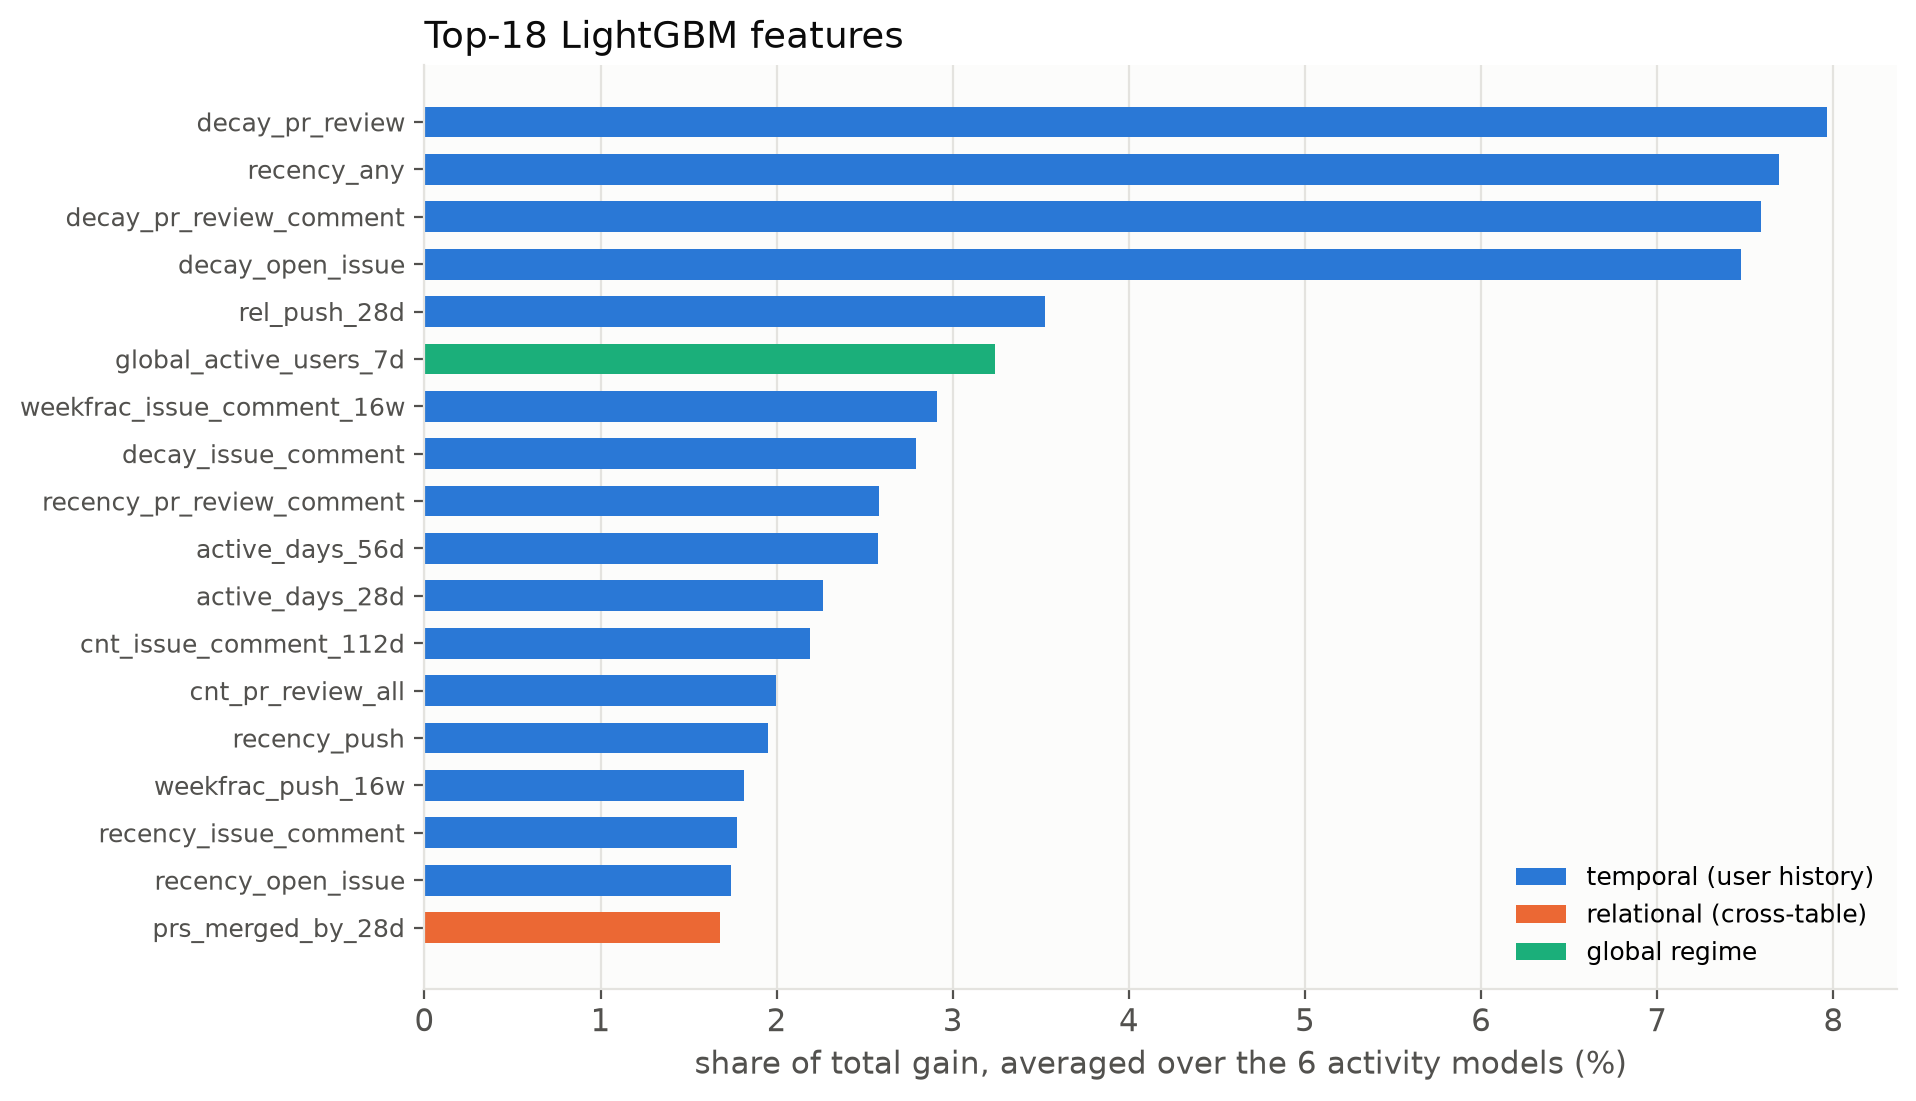 Top-18 LightGBM features
decay_pr_review
recency_any
decay_pr_review_comment
decay_open_issue
rel_push_28d
global_active_users_7d
weekfrac_issue_comment_16w
decay_issue_comment
recency_pr_review_comment
active_days_56d
active_days_28d
cnt_issue_comment_112d
cnt_pr_review_all
recency_push
weekfrac_push_16w
recency_issue_comment
recency_open_issue
prs_merged_by_28d
temporal (user history)
relational (cross-table)
global regime
0 1 2 3 4 5 6 7 8
share of total gain, averaged over the 6 activity models (%)